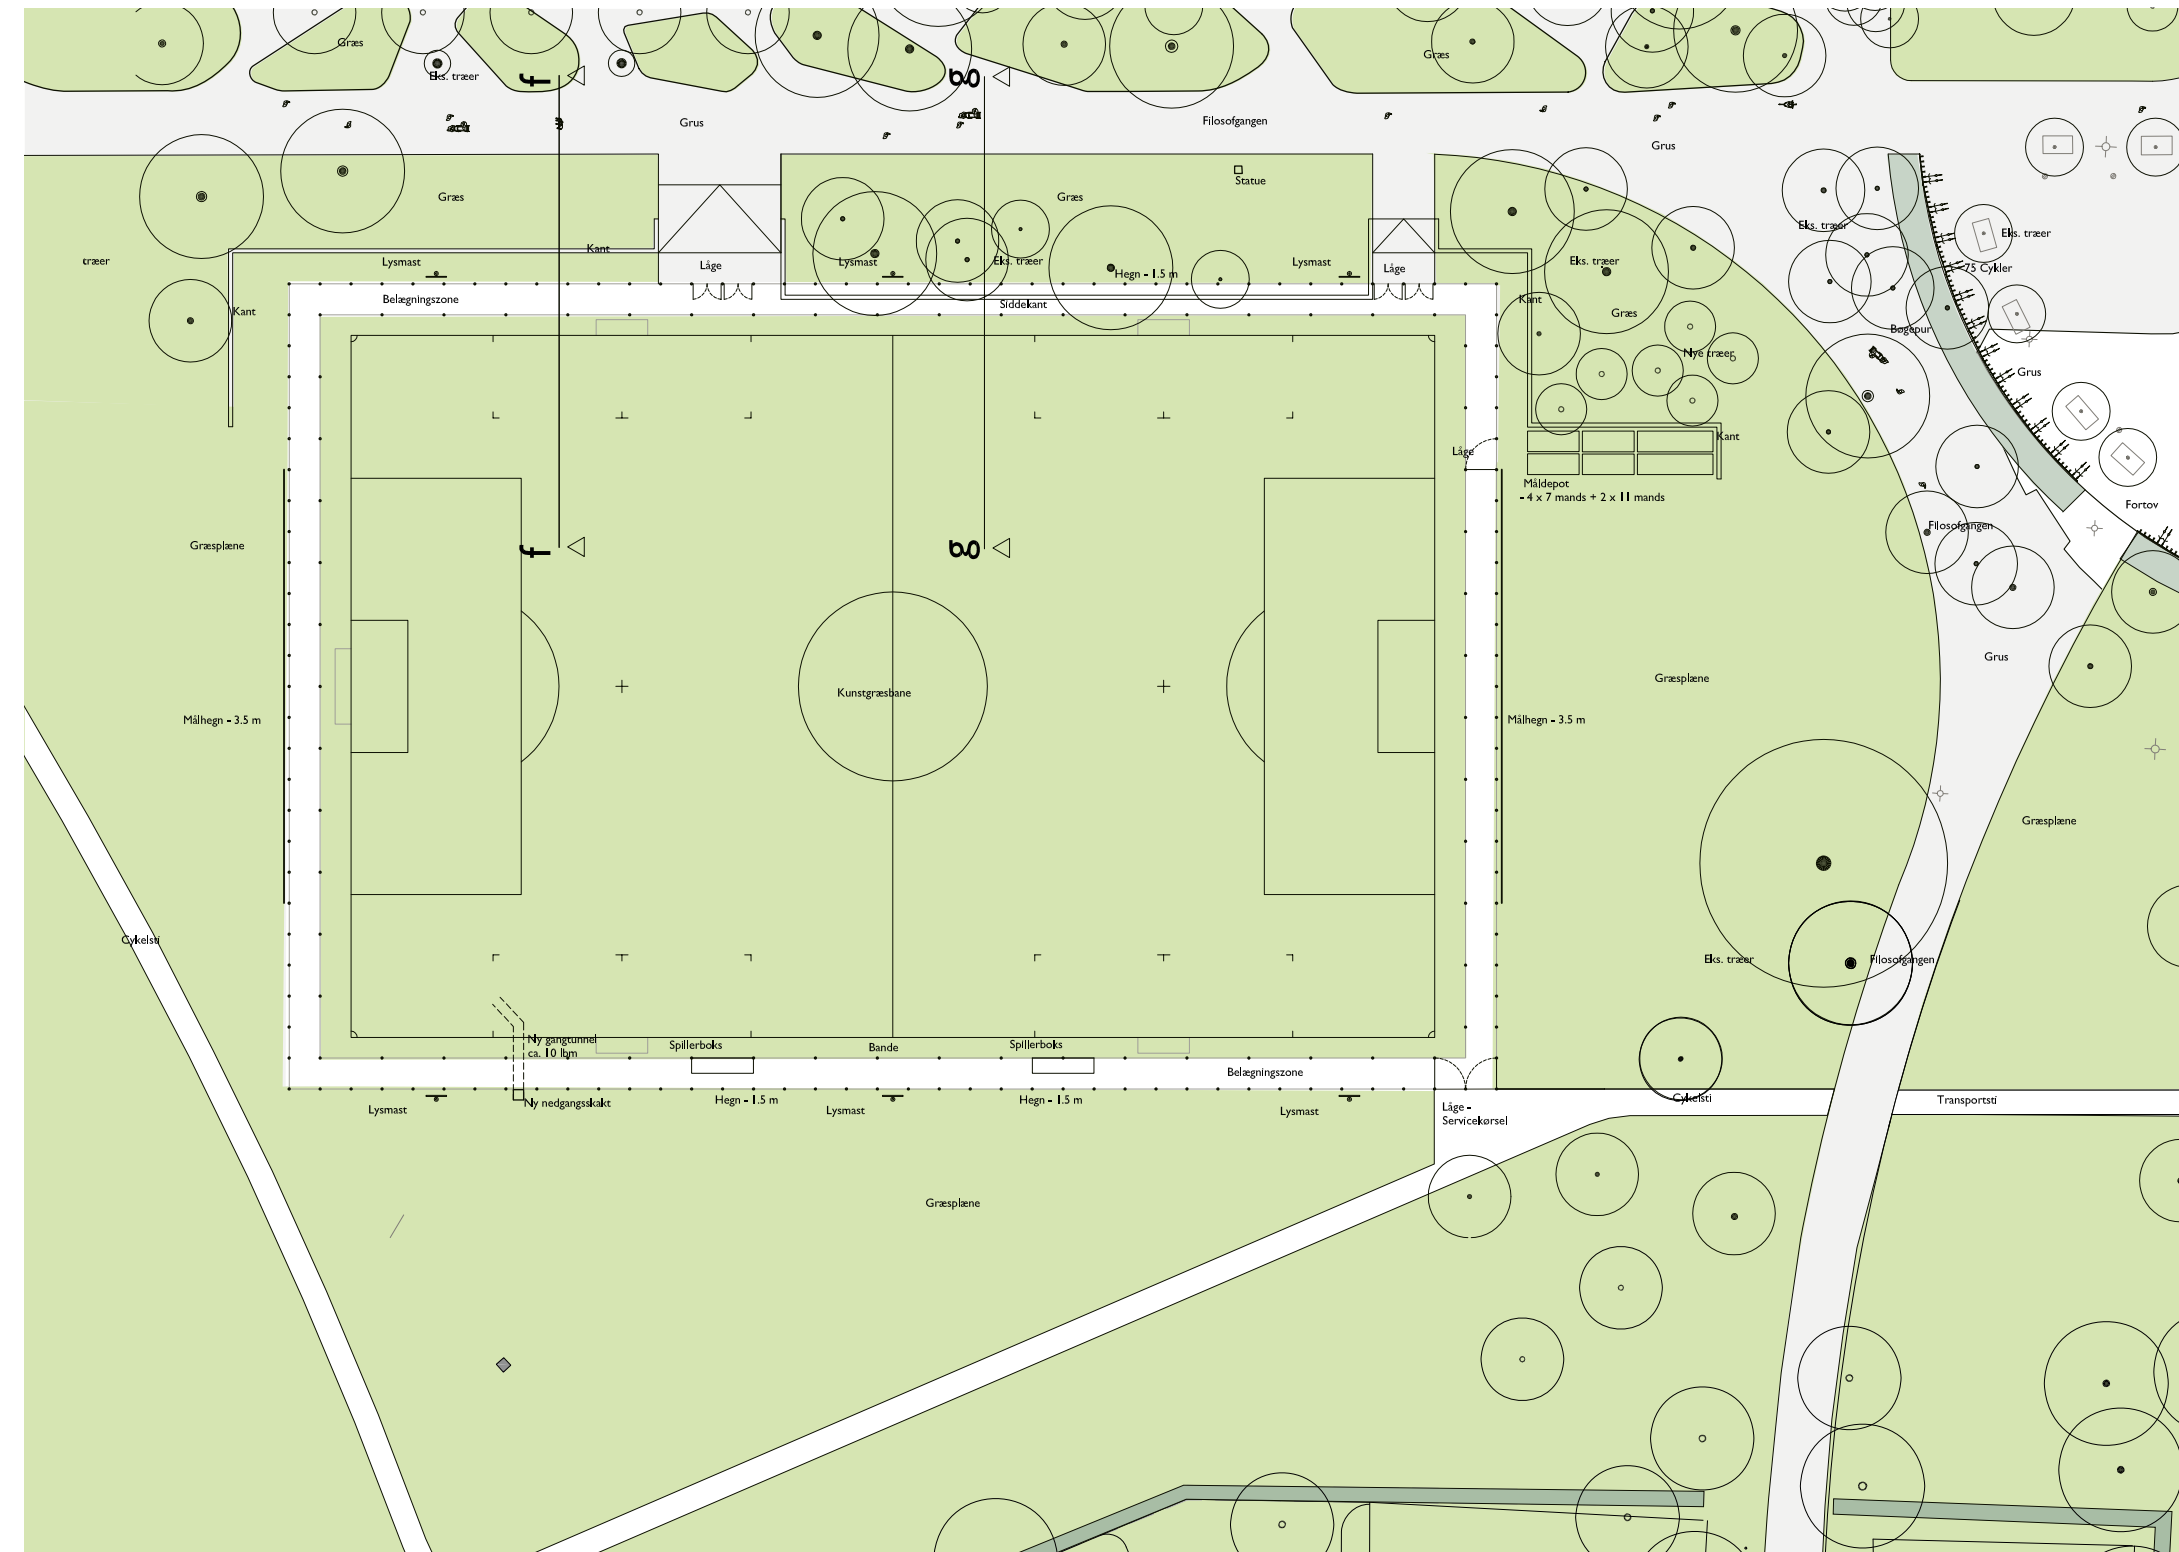 Græs
Eks. træer
f
g
Græs
Grus
Filosofgangen
Grus
Statue
Græs
Græs
Eks. træer
Eks. træer
Kant
træer
Lysmast
Låge
Lysmast
Eks. træer
Hegn - 1.5 m
Lysmast
Låge
Eks. træer
75 Cykler
Belægningszone
Siddekant
Kant
Kant
Græs
Bøgepur
Nye træer
Grus
Kant
Låge
Måldepot
- 4 x 7 mands + 2 x 11 mands
Fortov
Filosofgangen
Græsplæne
f
g
Grus
Græsplæne
Kunstgræsbane
Målhegn - 3.5 m
Målhegn - 3.5 m
Græsplæne
Cykelsti
Eks. træer
Filosofgangen
Ny gangtunnel
ca. 10 lbm
Spillerboks
Bande
Spillerboks
Belægningszone
Ny nedgangsskakt
Hegn - 1.5 m
Hegn - 1.5 m
Cykelsti
Transportsti
Lysmast
Lysmast
Lysmast
Låge -
Servicekørsel
Græsplæne